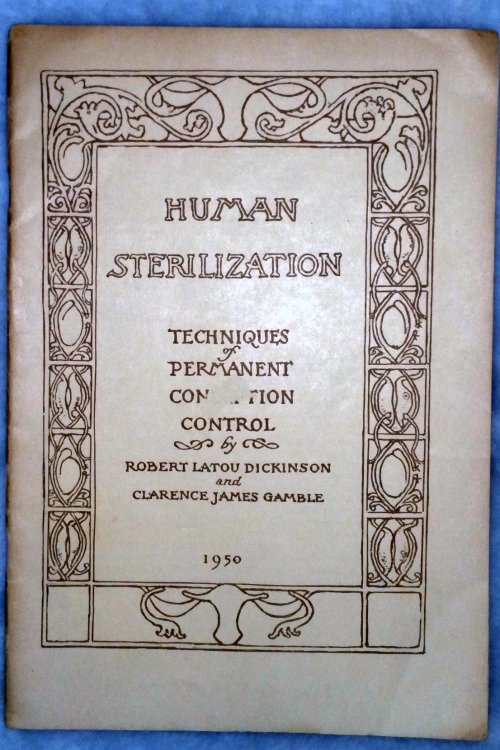 HUMAN
STERILIZATION
TECHNIQUES
of
PERMANENT
CONTROL
by
ROBERT LATOU DICKINSON
and
CLARENCE JAMES GAMBLE
1950